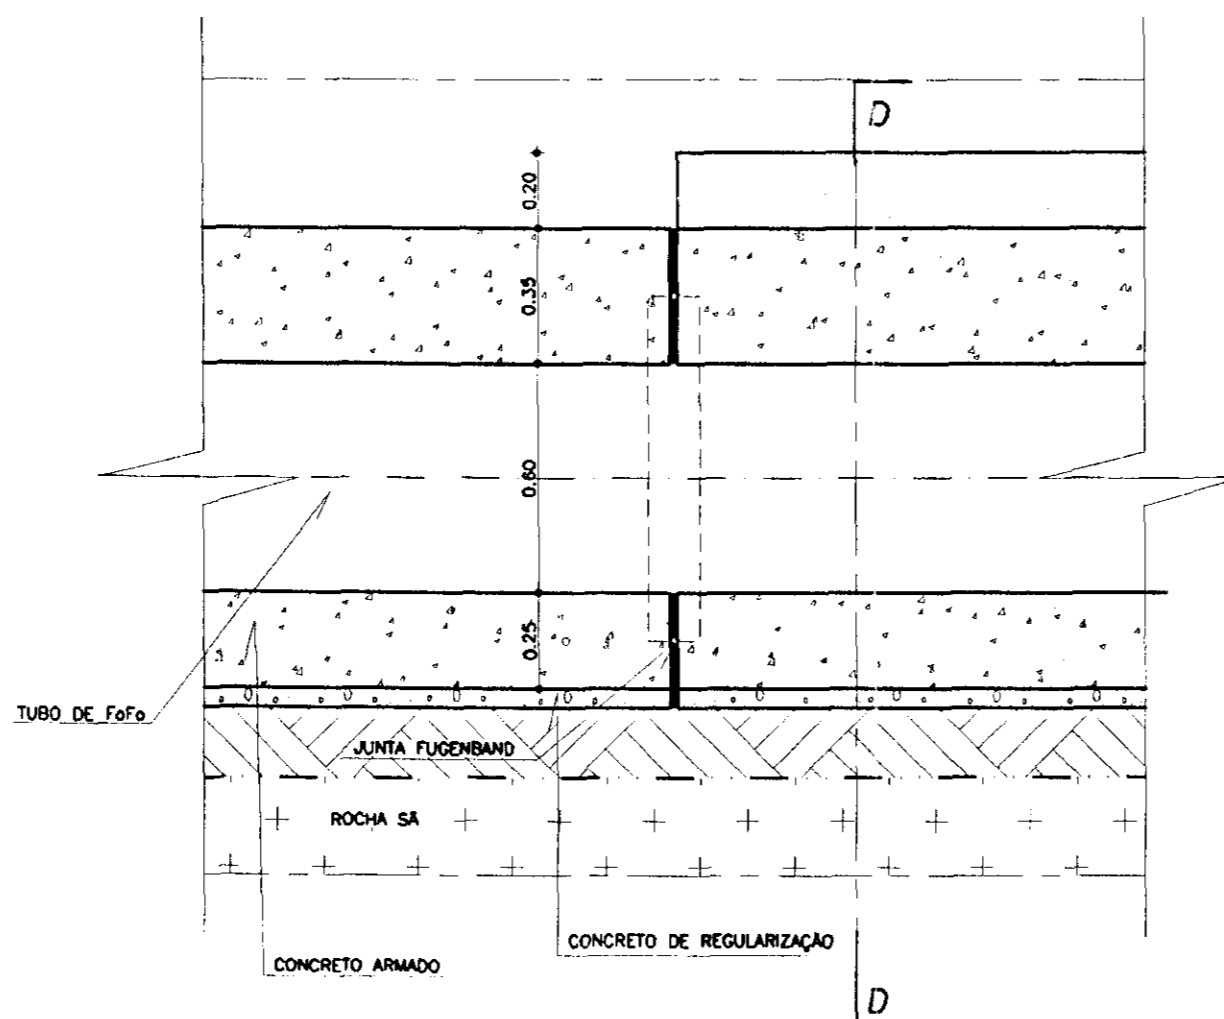 D
0.20
0.35
0.60
0.25
TUBO DE FoFo
JUNTA FUGENBAND
ROCHA SÃ
CONCRETO DE REGULARIZAÇÃO
CONCRETO ARMADO
D